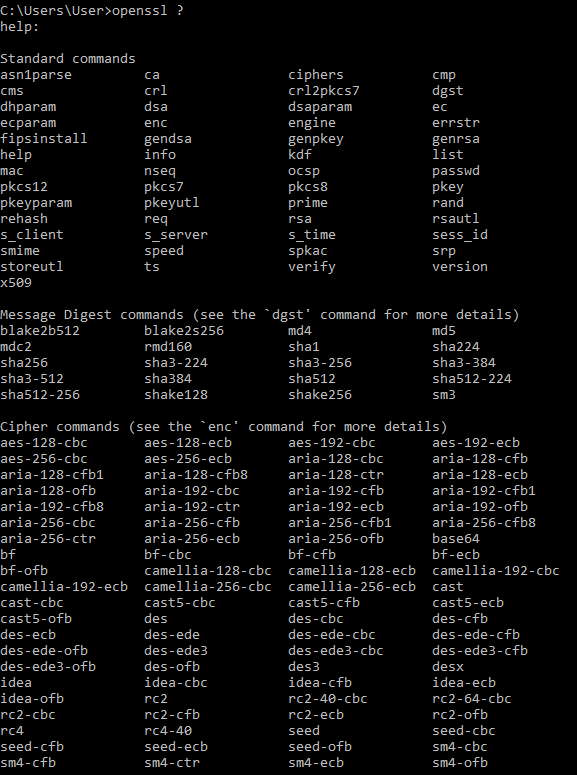 C:\Users\User>openssl ?
help:
Standard commands
asn1parse ca ciphers cmp
cms crl crl2pkcs7 dgst
dhparam dsa dsaparam ec
ecparam enc engine errstr
fipsinstall gendsa genpkey genrsa
help info kdf list
mac nseq ocsp passwd
pkcs12 pkcs7 pkcs8 pkey
pkeyparam pkeyutl prime rand
rehash req rsa rsautl
s_client s_server s_time sess_id
smime speed spkac srp
storeutl ts verify version
x509
Message Digest commands (see the `dgst' command for more details)
blake2b512 blake2s256 md4 md5
mdc2 rmd160 sha1 sha224
sha256 sha3-224 sha3-256 sha3-384
sha3-512 sha384 sha512 sha512-224
sha512-256 shake128 shake256 sm3
Cipher commands (see the `enc' command for more details)
aes-128-cbc aes-128-ecb aes-192-cbc aes-192-ecb
aes-256-cbc aes-256-ecb aria-128-cbc aria-128-cfb
aria-128-cfb1 aria-128-cfb8 aria-128-ctr aria-128-ecb
aria-128-ofb aria-192-cbc aria-192-cfb aria-192-cfb1
aria-192-cfb8 aria-192-ctr aria-192-ecb aria-192-ofb
aria-256-cbc aria-256-cfb aria-256-cfb1 aria-256-cfb8
aria-256-ctr aria-256-ecb aria-256-ofb base64
bf bf-cbc bf-cfb bf-ecb
bf-ofb camellia-128-cbc camellia-128-ecb camellia-192-cbc
camellia-192-ecb camellia-256-cbc camellia-256-ecb cast
cast-cbc cast5-cbc cast5-cfb cast5-ecb
cast5-ofb des des-cbc des-cfb
des-ecb des-ede des-ede-cbc des-ede-cfb
des-ede-ofb des-ede3 des-ede3-cbc des-ede3-cfb
des-ede3-ofb des-ofb des3 desx
idea idea-cbc idea-cfb idea-ecb
idea-ofb rc2 rc2-40-cbc rc2-64-cbc
rc2-cbc rc2-cfb rc2-ecb rc2-ofb
rc4 rc4-40 seed seed-cbc
seed-cfb seed-ecb seed-ofb sm4-cbc
sm4-cfb sm4-ctr sm4-ecb sm4-ofb